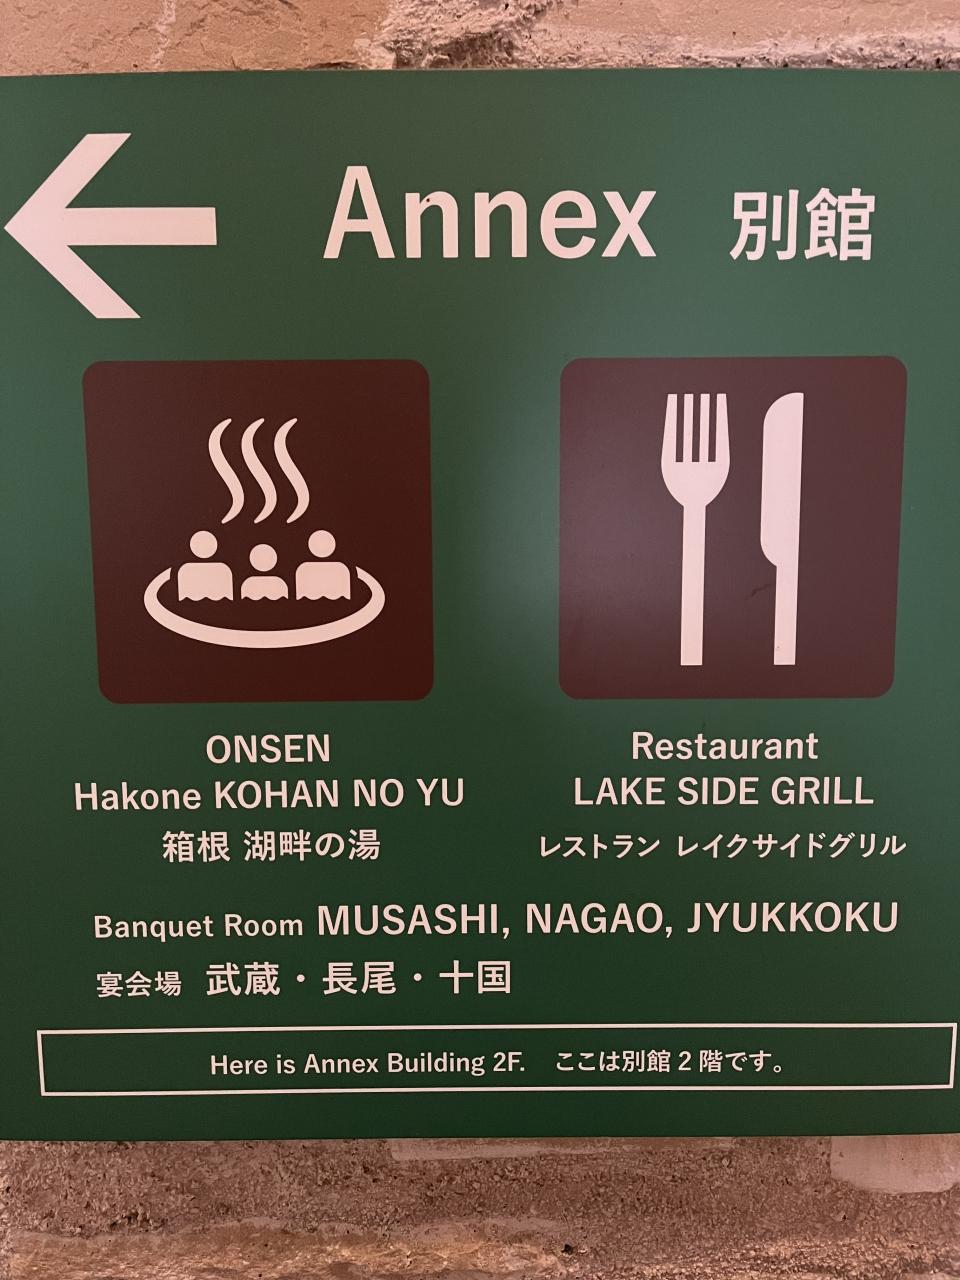 Annex 別館
ONSEN
Hakone KOHAN NO YU
箱根 湖畔の湯
Restaurant
LAKE SIDE GRILL
レストラン レイクサイドグリル
Banquet Room MUSASHI, NAGAO, JYUKKOKU
宴会場 武蔵・長尾・十国
Here is Annex Building 2F. ここは別館 2 階です。